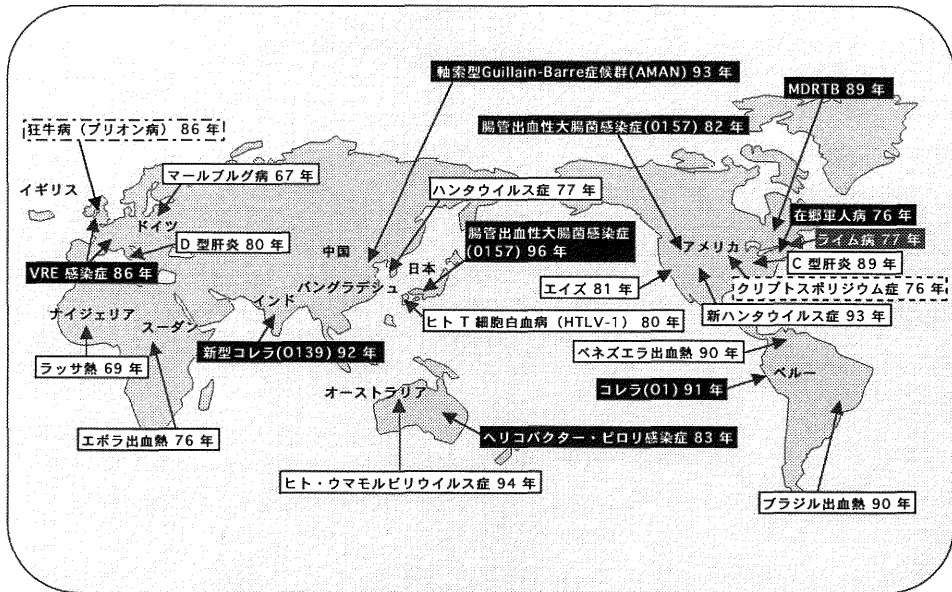 軸索型Guillain-Barre症候群(AMAN) 93 年
MDRTB 89 年
狂牛病（プリオン病） 86 年
腸管出血性大腸菌感染症(O157) 82 年
マールブルグ病 67 年
ハンタウイルス症 77 年
イギリス
ドイツ
在郷軍人病 76 年
腸管出血性大腸菌感染症
(O157) 96 年
ライム病 77 年
D 型肝炎 80 年
中国
アメリカ
C 型肝炎 89 年
VRE 感染症 86 年
日本
バングラデシュ
エイズ 81 年
クリプトスポリジウム症 76 年
インド
ナイジェリア
スーダン
ヒト T 細胞白血病（HTLV-1） 80 年
新ハンタウイルス症 93 年
新型コレラ(O139) 92 年
ベネズエラ出血熱 90 年
ラッサ熱 69 年
ペルー
オーストラリア
コレラ(O1) 91 年
エボラ出血熱 76 年
ヘリコバクター・ピロリ感染症 83 年
ヒト・ウマモルビリウイルス症 94 年
ブラジル出血熱 90 年